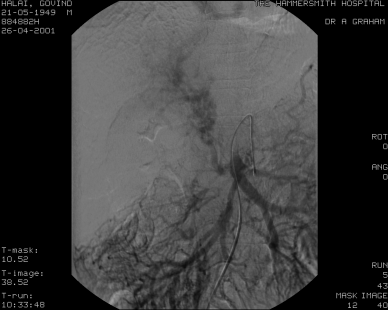 HALAI, GOVIND
21-05-1949 M
884882H
26-04-2001
THE HAMMERSMITH HOSPITAL
DR A GRAHAM
ROT
0
ANG
0
T-mask:
10.52
T-image:
38.52
T-run:
10:33:48
RUN
5
43
MASK IMAGE
12 40